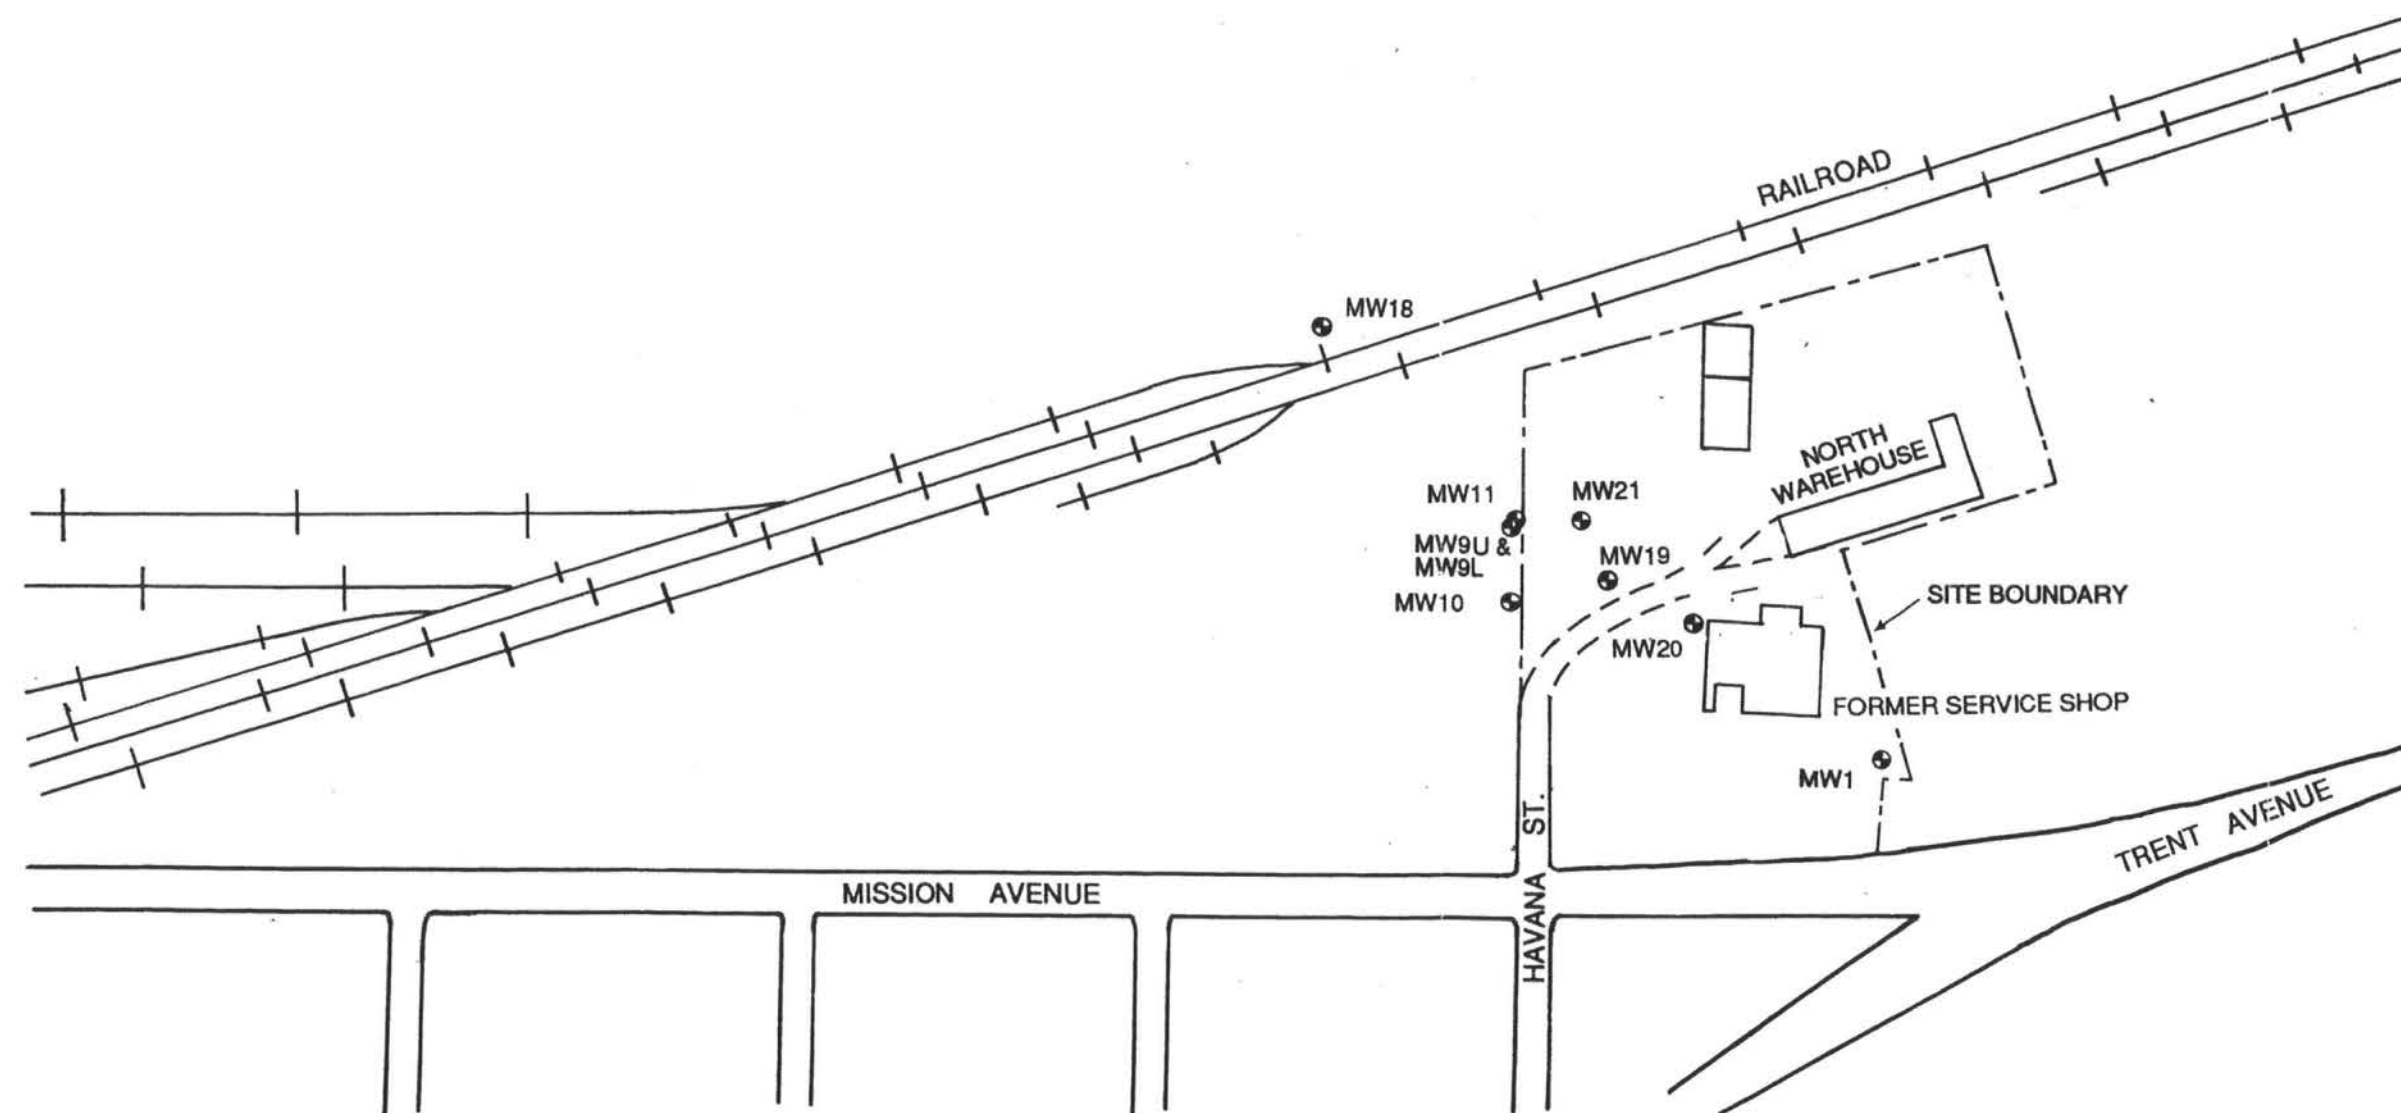 RAILROAD
MW18
NORTH
WAREHOUSE
MW11
MW21
MW9U &
MW9L
MW19
MW10
SITE BOUNDARY
MW20
FORMER SERVICE SHOP
MW1
HAVANA ST.
TRENT AVENUE
MISSION AVENUE